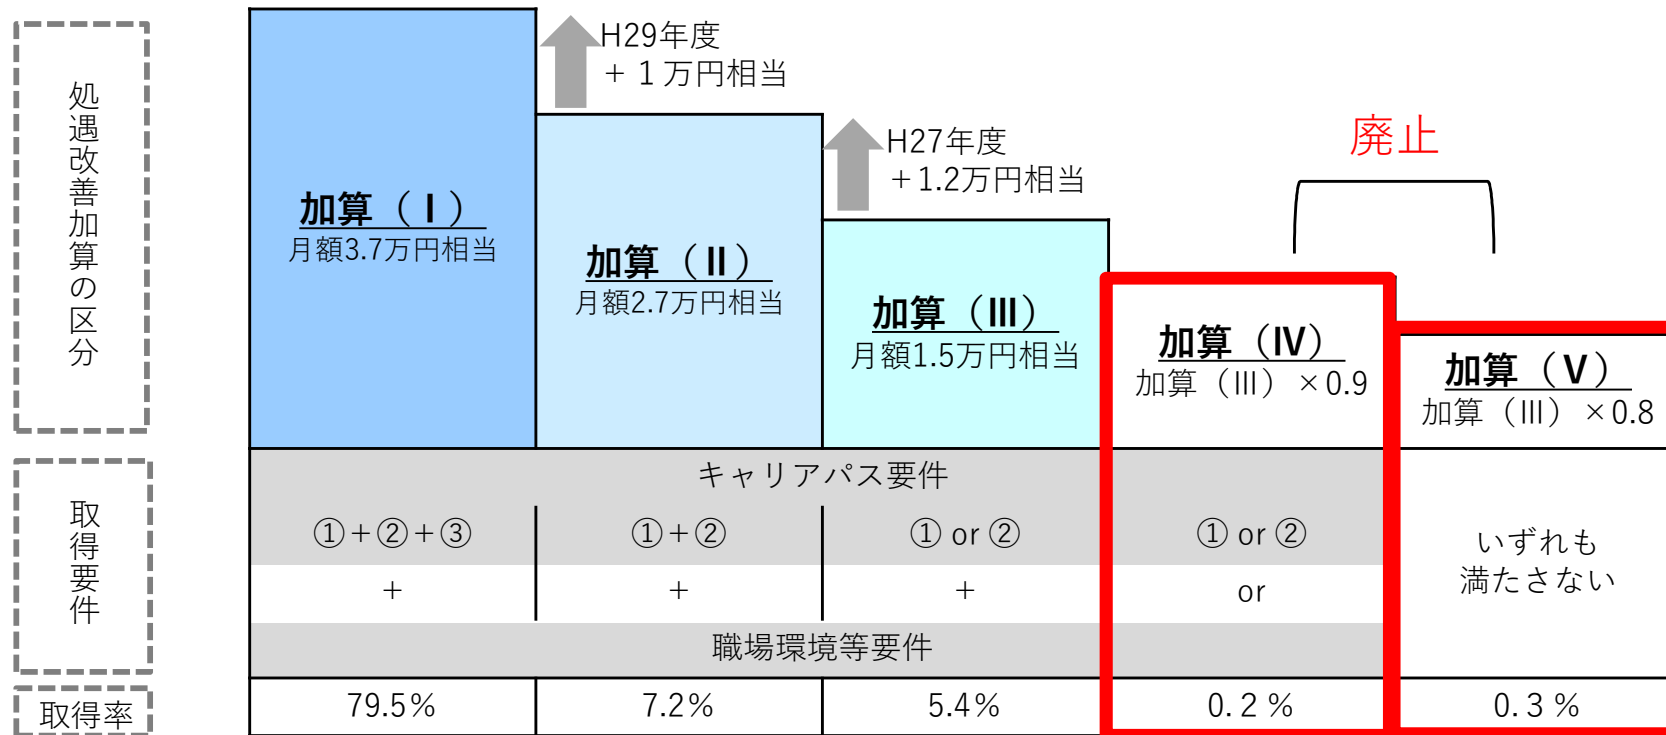 処遇改善加算の区分
H29年度
+１万円相当
H27年度
+1.2万円相当
廃止
加算（Ⅰ）
月額3.7万円相当
加算（Ⅱ）
月額2.7万円相当
加算（Ⅲ）
月額1.5万円相当
加算（Ⅳ）
加算（Ⅲ）×0.9
加算（Ⅴ）
加算（Ⅲ）×0.8
取得要件
キャリアパス要件
①+②+③
①+②
① or ②
① or ②
いずれも
満たさない
+
+
+
or
職場環境等要件
取得率
79.5%
7.2%
5.4%
0.2％
0.3％